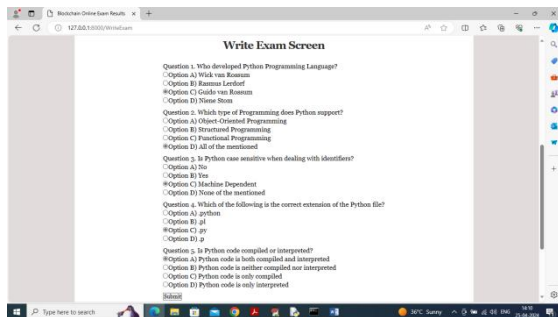 Blockchain Online Exam Results
127.0.0.1:8000/WriteExam
Write Exam Screen
Question 1. Who developed Python Programming Language?
Option A) Wick van Rossum
Option B) Rasmus Lerdorf
Option C) Guido van Rossum
Option D) Niene Stom
Question 2. Which type of Programming does Python support?
Option A) Object-Oriented Programming
Option B) Structured Programming
Option C) Functional Programming
Option D) All of the mentioned
Question 3. Is Python case sensitive when dealing with identifiers?
Option A) No
Option B) Yes
Option C) Machine Dependent
Option D) None of the mentioned
Question 4. Which of the following is the correct extension of the Python file?
Option A) .python
Option B) .pl
Option C) .py
Option D) .p
Question 5. Is Python code compiled or interpreted?
Option A) Python code is both compiled and interpreted
Option B) Python code is neither compiled nor interpreted
Option C) Python code is only compiled
Option D) Python code is only interpreted
Submit
Type here to search
36°C Sunny
ENG